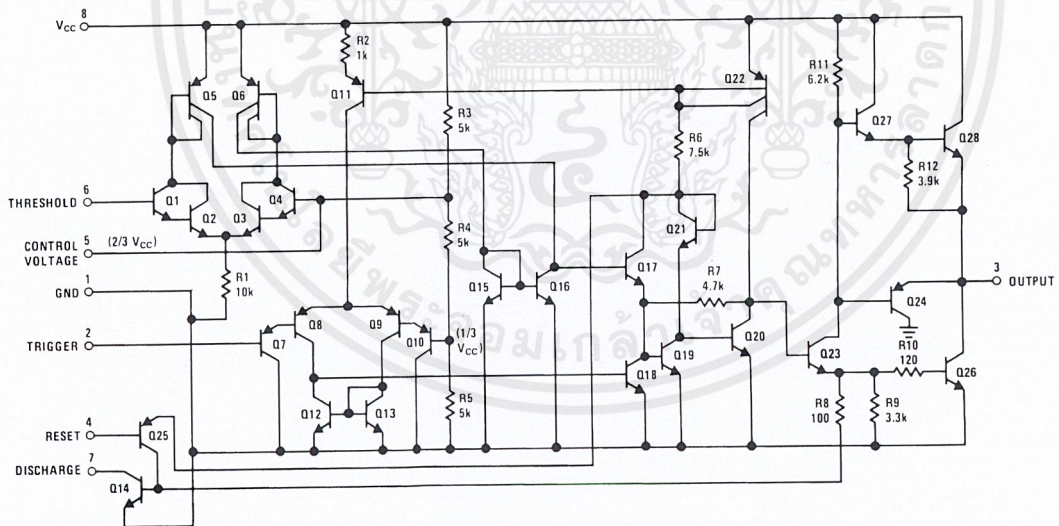 8
VCC
R2
1k
Q5
Q6
Q11
R3
5k
Q22
R11
6.2k
Q27
Q28
R6
7.5k
R12
3.9k
6
THRESHOLD
Q1
Q2
Q3
Q4
5
CONTROL VOLTAGE
(2/3 VCC)
R4
5k
Q21
R1
10k
1
GND
Q15
Q16
Q17
R7
4.7k
3
OUTPUT
Q24
2
TRIGGER
Q7
Q8
Q9
Q10
(1/3 VCC)
Q18
Q19
Q20
Q23
R10
120
Q26
Q12
Q13
R5
5k
R8
100
R9
3.3k
4
RESET
Q25
7
DISCHARGE
Q14